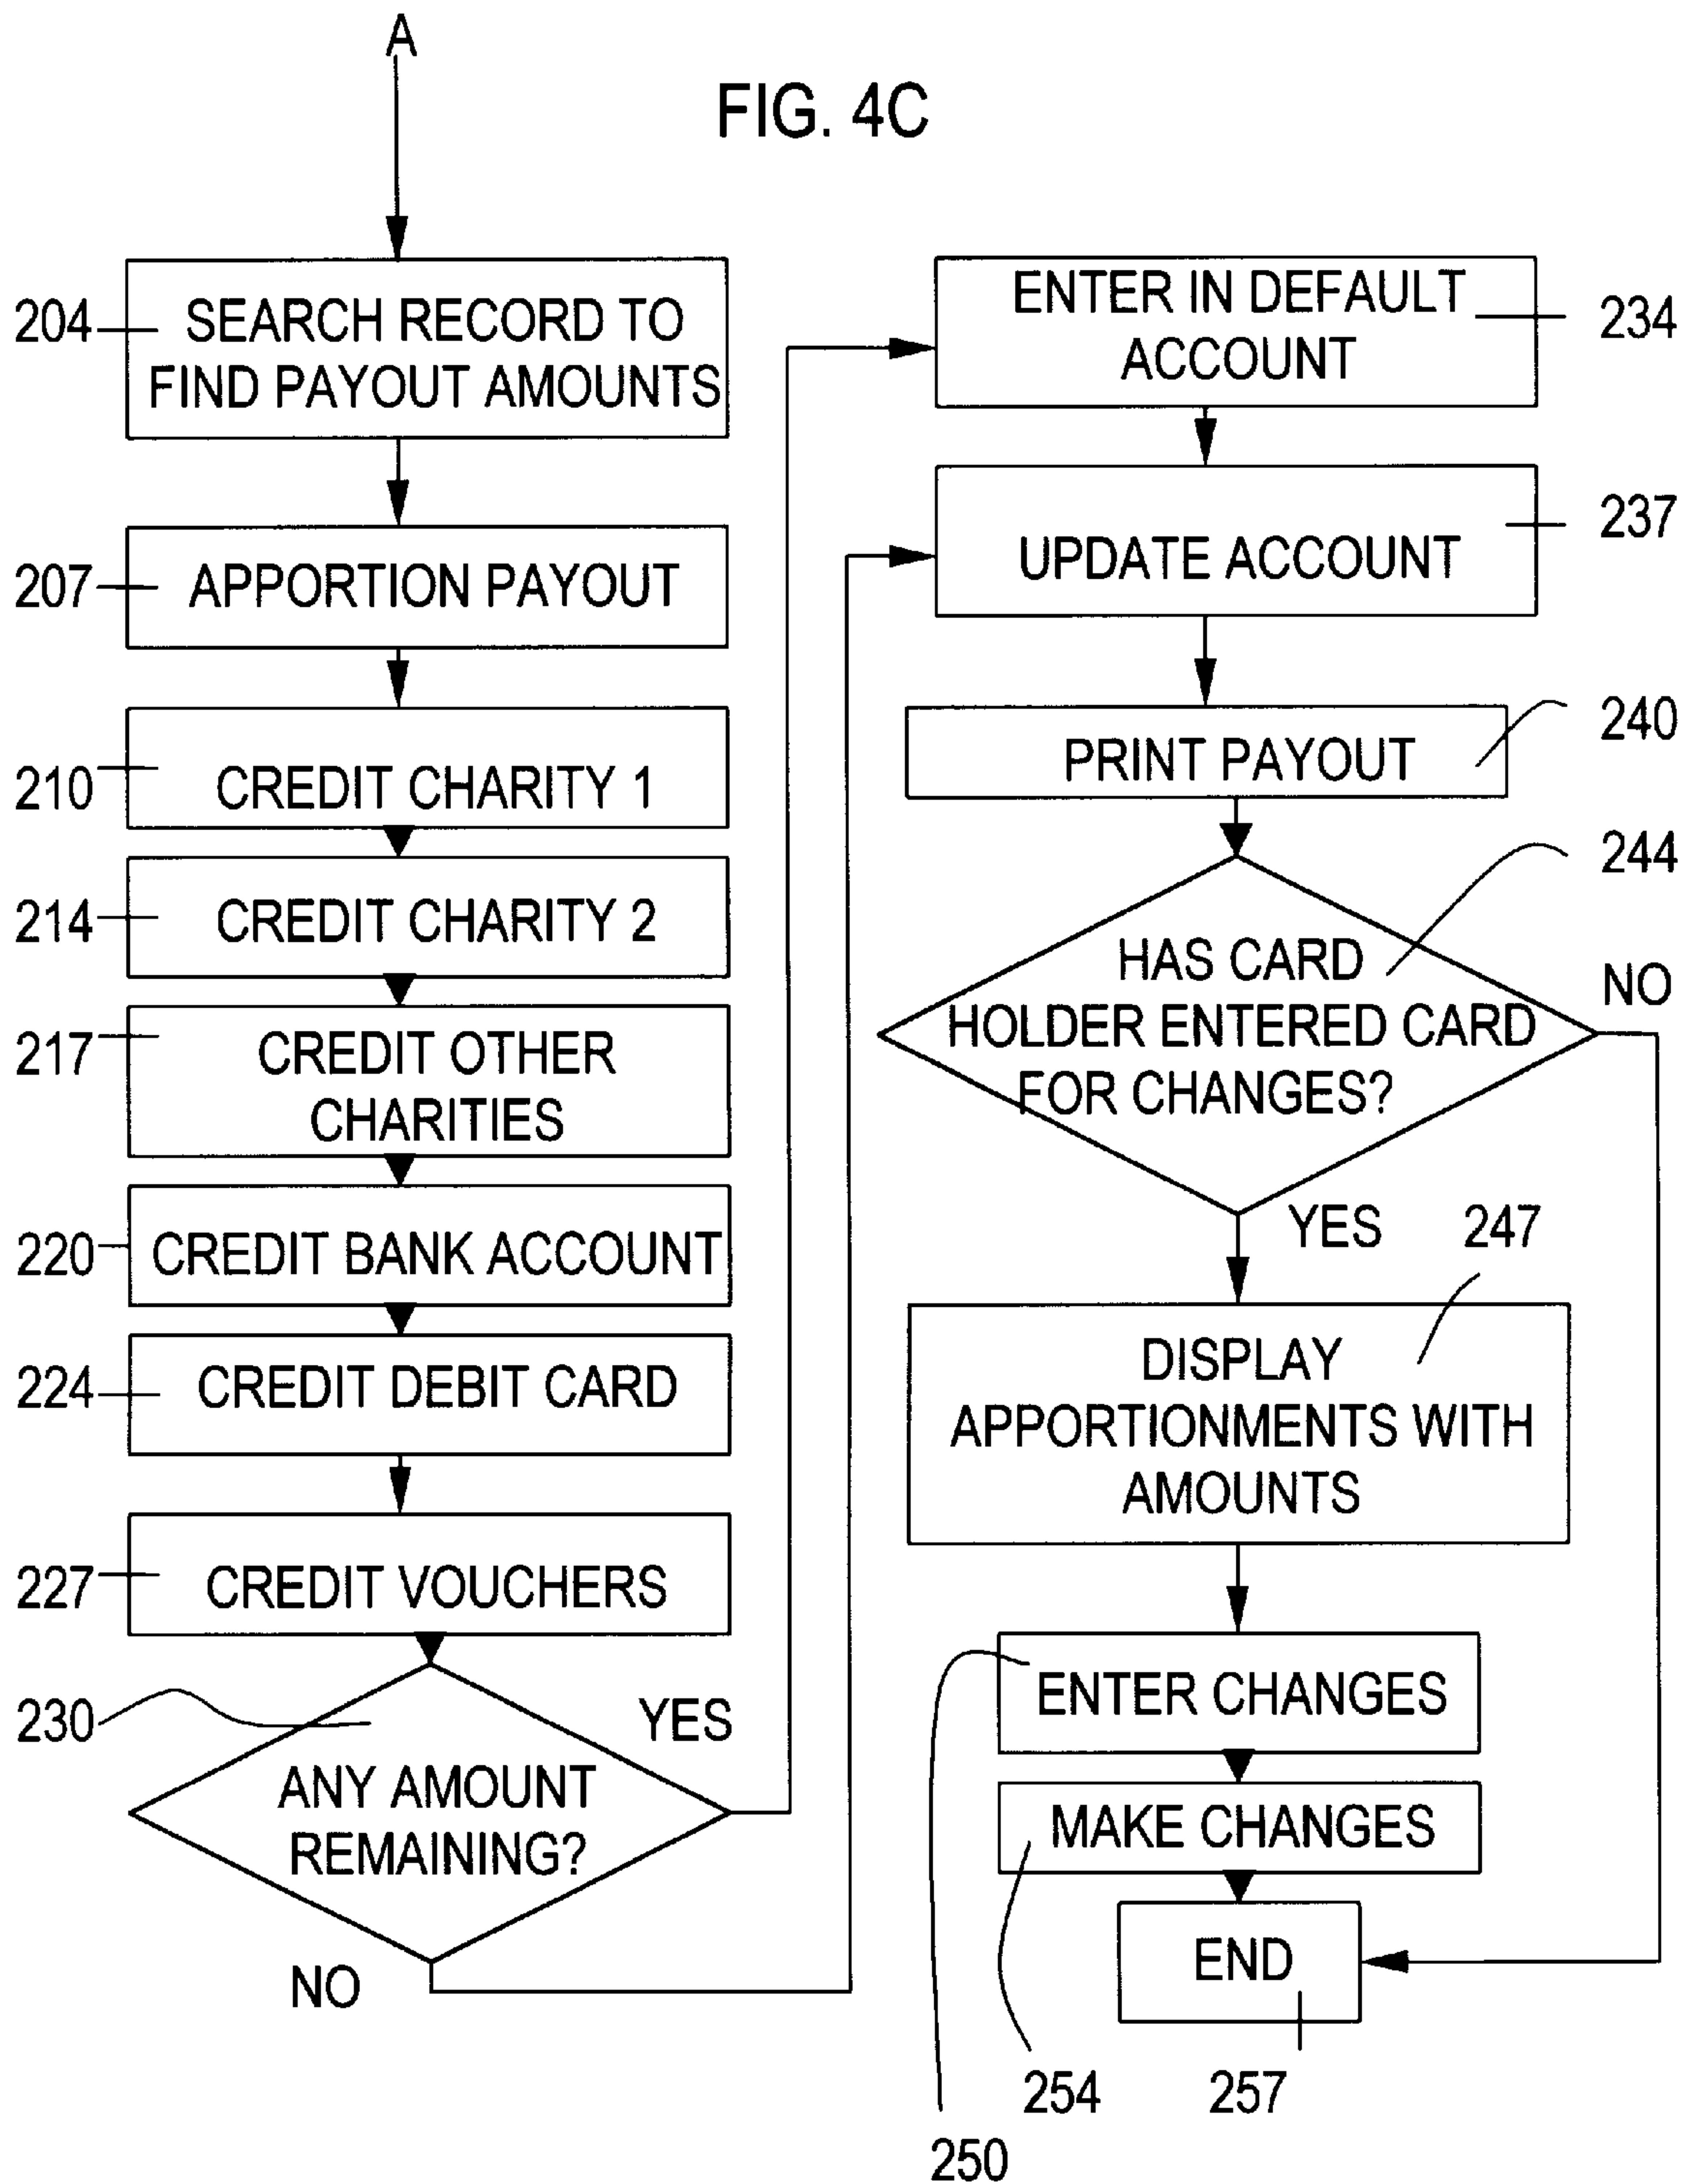 A
FIG. 4C
204
SEARCH RECORD TO
FIND PAYOUT AMOUNTS
207
APPORTION PAYOUT
210
CREDIT CHARITY 1
214
CREDIT CHARITY 2
217
CREDIT OTHER
CHARITIES
220
CREDIT BANK ACCOUNT
224
CREDIT DEBIT CARD
227
CREDIT VOUCHERS
230
YES
ANY AMOUNT
REMAINING?
NO
ENTER IN DEFAULT
ACCOUNT
234
UPDATE ACCOUNT
237
PRINT PAYOUT
240
244
HAS CARD
HOLDER ENTERED CARD
FOR CHANGES?
NO
YES
247
DISPLAY
APPORTIONMENTS WITH
AMOUNTS
ENTER CHANGES
MAKE CHANGES
END
254
257
250